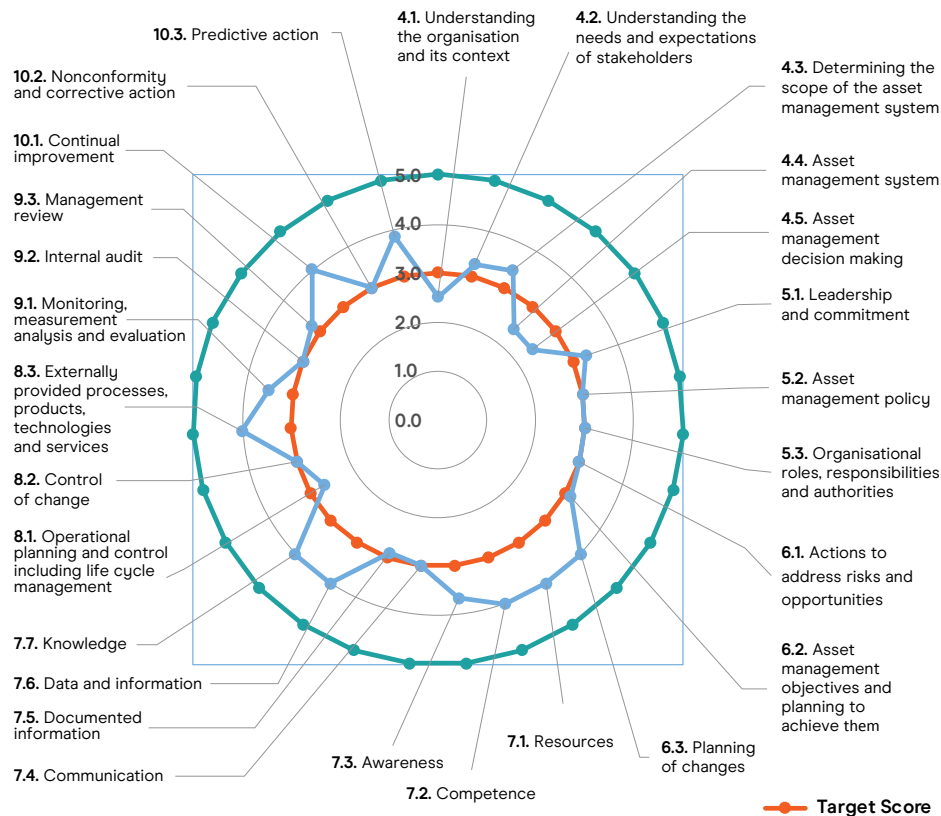 4.1. Understanding
the organisation
and its context
4.2. Understanding the
needs and expectations
of stakeholders
4.3. Determining the
scope of the asset
management system
4.4. Asset
management system
4.5. Asset
management
decision making
5.1. Leadership
and commitment
5.2. Asset
management policy
5.3. Organisational
roles, responsibilities
and authorities
6.1. Actions to
address risks and
opportunities
6.2. Asset
management
objectives and
planning to
achieve them
6.3. Planning
of changes
7.1. Resources
7.2. Competence
7.3. Awareness
7.4. Communication
7.5. Documented
information
7.6. Data and information
7.7. Knowledge
8.1. Operational
planning and control
including life cycle
management
8.2. Control
of change
8.3. Externally
provided processes,
products,
technologies
and services
9.1. Monitoring,
measurement
analysis and evaluation
9.2. Internal audit
9.3. Management
review
10.1. Continual
improvement
10.2. Nonconformity
and corrective action
10.3. Predictive action
5.0
4.0
3.0
2.0
1.0
0.0
Target Score